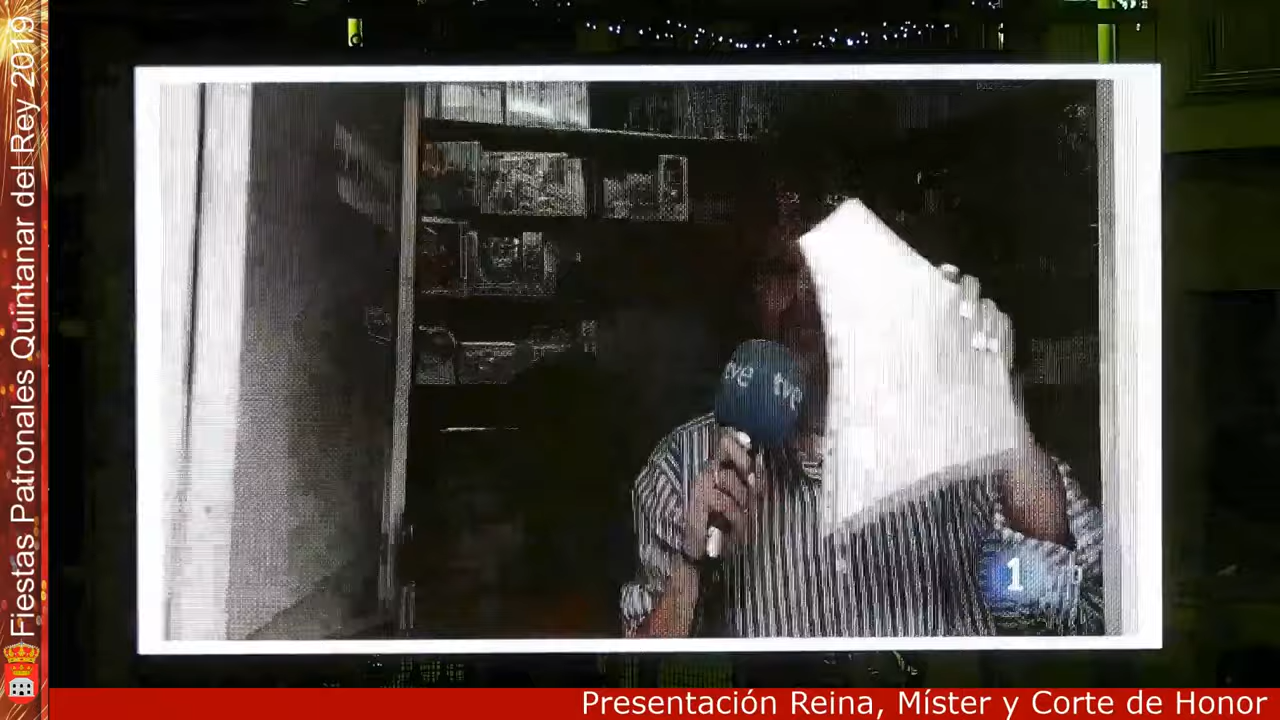 Fiestas Patronales Quintanar del Rey 2019
tve tve
1
Presentación Reina, Míster y Corte de Honor